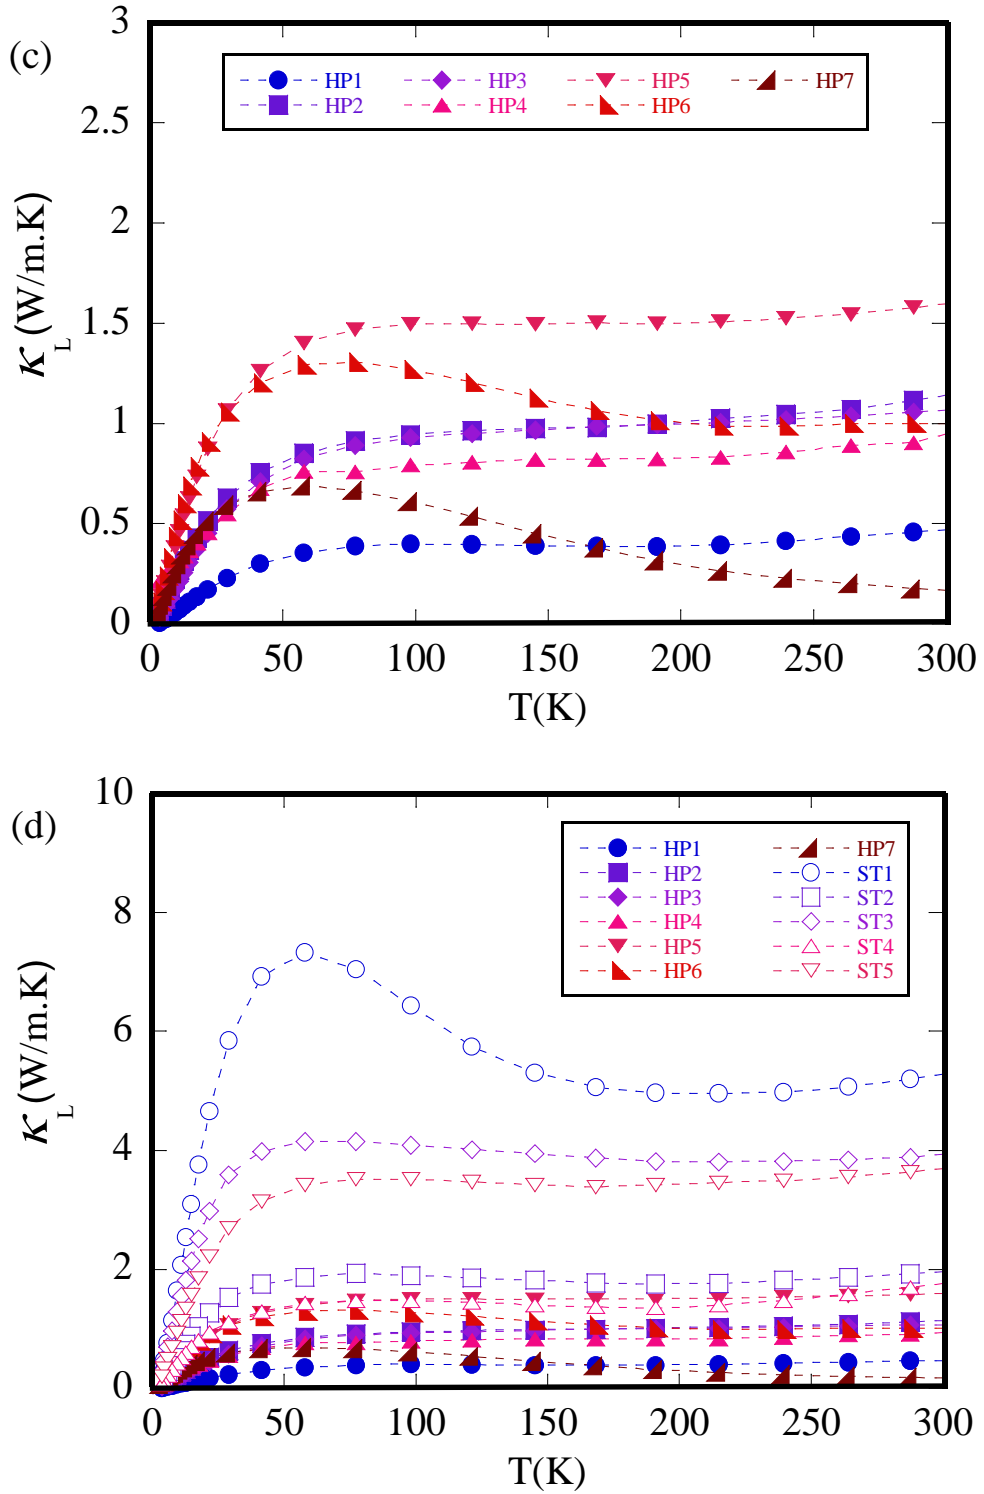 (c)
3
2.5
2
1.5
1
0.5
0
κL (W/m.K)
HP1 HP3 HP5 HP7
HP2 HP4 HP6
0 50 100 150 200 250 300
T(K)
(d)
10
8
6
4
2
0
κL (W/m.K)
HP1 HP7
HP2 ST1
HP3 ST2
HP4 ST3
HP5 ST4
HP6 ST5
0 50 100 150 200 250 300
T(K)